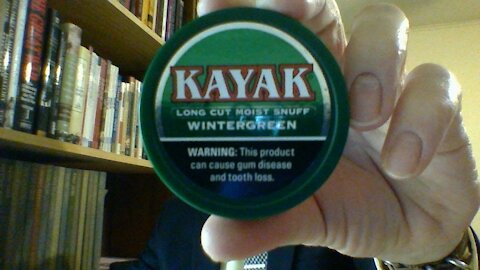 KAYAK
LONG CUT MOIST SNUFF
WINTERGREEN
WARNING: This product
can cause gum disease
and tooth loss.